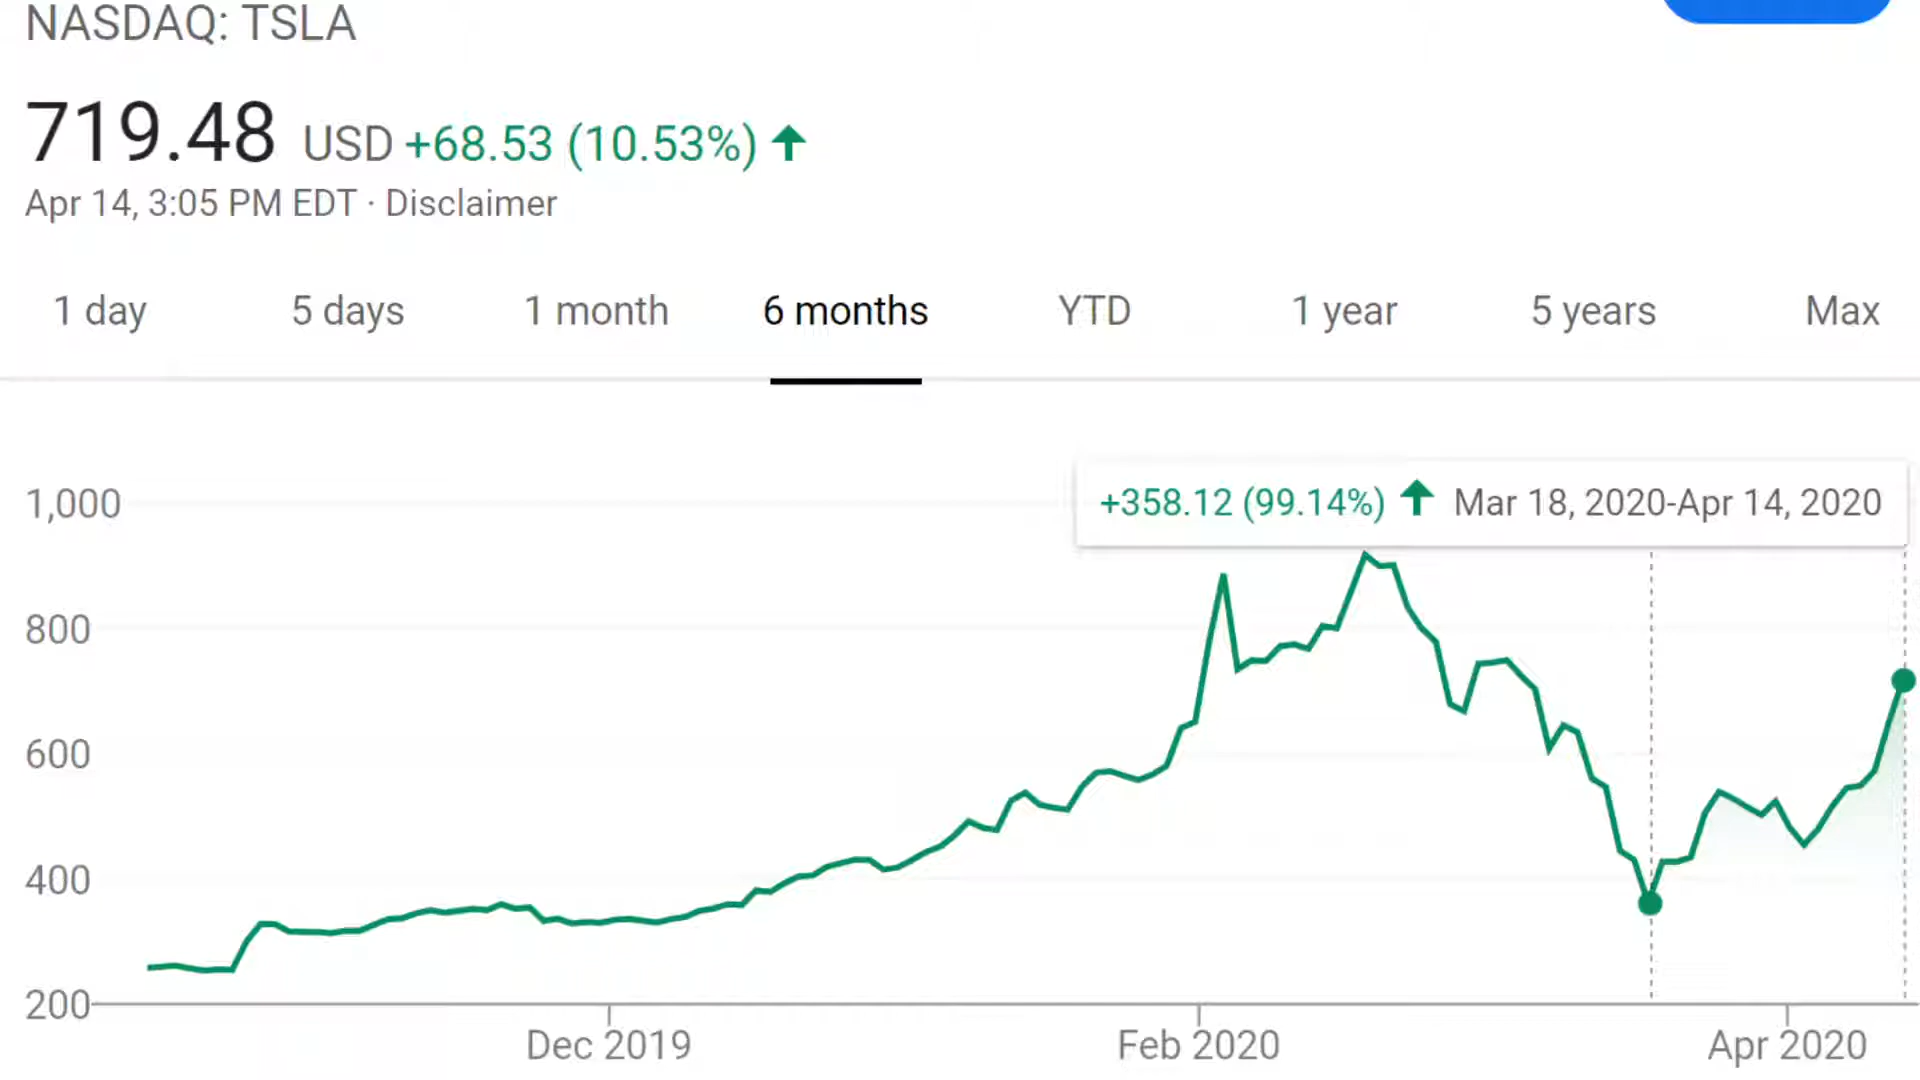 NASDAQ: TSLA
719.48 USD +68.53 (10.53%)
Apr 14, 3:05 PM EDT · Disclaimer
1 day 5 days 1 month 6 months YTD 1 year 5 years Max
+358.12 (99.14%) Mar 18, 2020-Apr 14, 2020
1,000
800
600
400
200
Dec 2019 Feb 2020 Apr 2020